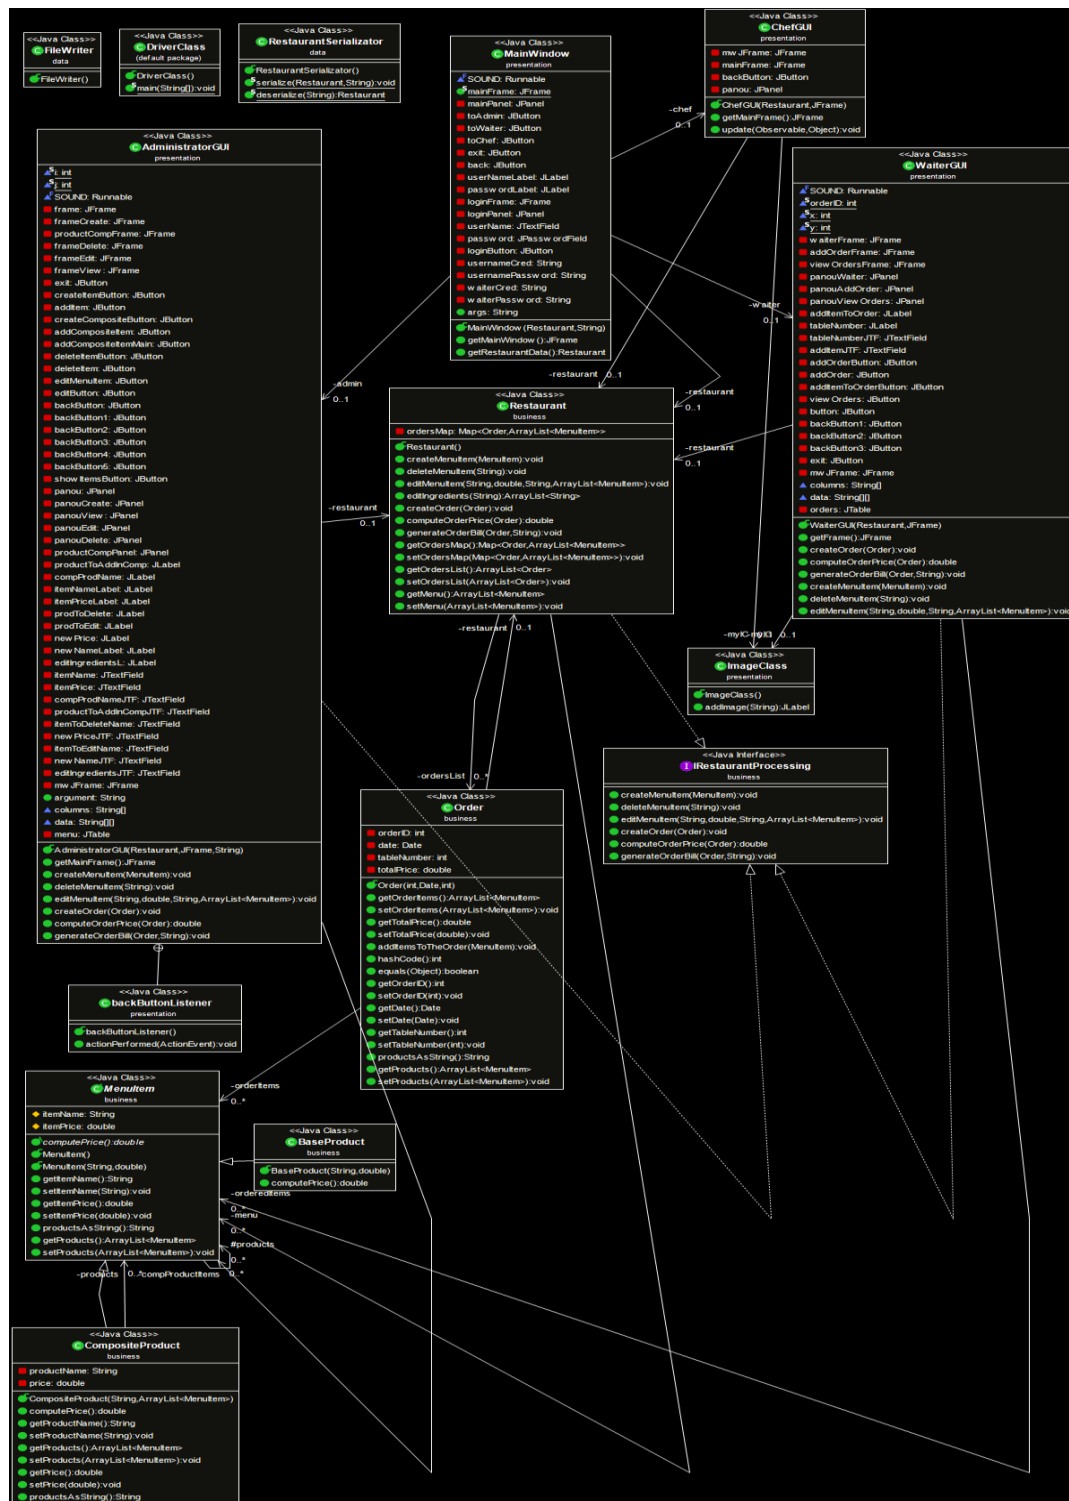 <<Java Class>>
FileWriter
data
FileWriter()
<<Java Class>>
DriverClass
(default package)
DriverClass()
main(String[]):void
<<Java Class>>
RestaurantSerializator
data
RestaurantSerializator()
serialize(Restaurant,String):void
deserialize(String):Restaurant
<<Java Class>>
MainWindow
presentation
SOUND: Runnable
mainFrame: JFrame
mainPanel: JPanel
toAdmin: JButton
toWaiter: JButton
toChef: JButton
exit: JButton
back: JButton
userNameLabel: JLabel
passwordLabel: JLabel
loginFrame: JFrame
loginPanel: JPanel
userName: JTextField
password: JPasswordField
loginButton: JButton
usernameCred: String
usernamePassword: String
waiterCred: String
waiterPassword: String
args: String
MainWindow(Restaurant,String)
getMainWindow():JFrame
getRestaurantData():Restaurant
<<Java Class>>
ChefGUI
presentation
mwJFrame: JFrame
mainFrame: JFrame
backButton: JButton
panou: JPanel
ChefGUI(Restaurant,JFrame)
getMainFrame():JFrame
update(Observable,Object):void
-chef
0..1
<<Java Class>>
AdministratorGUI
presentation
i: int
j: int
SOUND: Runnable
frame: JFrame
frameCreate: JFrame
productCompFrame: JFrame
frameDelete: JFrame
frameEdit: JFrame
frameView: JFrame
exit: JButton
createItemButton: JButton
addItem: JButton
createCompositeButton: JButton
addCompositeItem: JButton
addCompositeItemMain: JButton
deleteItemButton: JButton
deleteItem: JButton
editMenuItem: JButton
editButton: JButton
backButton: JButton
backButton1: JButton
backButton2: JButton
backButton3: JButton
backButton4: JButton
backButton5: JButton
showItemsButton: JButton
panou: JPanel
panouCreate: JPanel
panouView: JPanel
panouEdit: JPanel
panouDelete: JPanel
productCompPanel: JPanel
productToAddInComp: JLabel
compProdName: JLabel
itemNameLabel: JLabel
itemPriceLabel: JLabel
prodToDelete: JLabel
prodToEdit: JLabel
newPrice: JLabel
newNameLabel: JLabel
editIngredientsL: JLabel
itemName: JTextField
itemPrice: JTextField
compProdNameJTF: JTextField
productToAddInCompJTF: JTextField
itemToDeleteName: JTextField
newPriceJTF: JTextField
itemToEditName: JTextField
newNameJTF: JTextField
editIngredientsJTF: JTextField
mwJFrame: JFrame
argument: String
columns: String[]
data: String[][]
menu: JTable
AdministratorGUI(Restaurant,JFrame,String)
getMainFrame():JFrame
createMenuItem(MenuItem):void
deleteMenuItem(String):void
editMenuItem(String,double,String,ArrayList<MenuItem>):void
createOrder(Order):void
computeOrderPrice(Order):double
generateOrderBill(Order,String):void
<<Java Class>>
WaiterGUI
presentation
SOUND: Runnable
orderID: int
x: int
y: int
waiterFrame: JFrame
addOrderFrame: JFrame
viewOrdersFrame: JFrame
panouWaiter: JPanel
panouAddOrder: JPanel
panouViewOrders: JPanel
addItemToOrder: JLabel
tableNumber: JLabel
tableNumberJTF: JTextField
addItemJTF: JTextField
addOrderButton: JButton
addOrder: JButton
addItemToOrderButton: JButton
viewOrders: JButton
button: JButton
backButton1: JButton
backButton2: JButton
backButton3: JButton
exit: JButton
mwJFrame: JFrame
columns: String[]
data: String[][]
orders: JTable
WaiterGUI(Restaurant,JFrame)
getFrame():JFrame
createOrder(Order):void
computeOrderPrice(Order):double
generateOrderBill(Order,String):void
createMenuItem(MenuItem):void
deleteMenuItem(String):void
editMenuItem(String,double,String,ArrayList<MenuItem>):void
-waiter
0..1
-admin
0..1
-restaurant 0..1
-restaurant
0..1
-restaurant
0..1
-restaurant
0..1
<<Java Class>>
Restaurant
business
ordersMap: Map<Order,ArrayList<MenuItem>>
Restaurant()
createMenuItem(MenuItem):void
deleteMenuItem(String):void
editMenuItem(String,double,String,ArrayList<MenuItem>):void
editIngredients(String):ArrayList<String>
createOrder(Order):void
computeOrderPrice(Order):double
generateOrderBill(Order,String):void
getOrdersMap():Map<Order,ArrayList<MenuItem>>
setOrdersMap(Map<Order,ArrayList<MenuItem>>):void
getOrdersList():ArrayList<Order>
setOrdersList(ArrayList<Order>):void
getMenu():ArrayList<MenuItem>
setMenu(ArrayList<MenuItem>):void
-restaurant 0..1
0..1
<<Java Class>>
ImageClass
presentation
ImageClass()
addImage(String):JLabel
<<Java Interface>>
IRestaurantProcessing
business
createMenuItem(MenuItem):void
deleteMenuItem(String):void
editMenuItem(String,double,String,ArrayList<MenuItem>):void
createOrder(Order):void
computeOrderPrice(Order):double
generateOrderBill(Order,String):void
-ordersList 0..*
<<Java Class>>
Order
business
orderID: int
date: Date
tableNumber: int
totalPrice: double
Order(int,Date,int)
getOrderItems():ArrayList<MenuItem>
setOrderItems(ArrayList<MenuItem>):void
getTotalPrice():double
setTotalPrice(double):void
addItemsToTheOrder(MenuItem):void
hashCode():int
equals(Object):boolean
getOrderID():int
setOrderID(int):void
getDate():Date
setDate(Date):void
getTableNumber():int
setTableNumber(int):void
productsAsString():String
getProducts():ArrayList<MenuItem>
setProducts(ArrayList<MenuItem>):void
<<Java Class>>
backButtonListener
presentation
backButtonListener()
actionPerformed(ActionEvent):void
<<Java Class>>
MenuItem
business
itemName: String
itemPrice: double
computePrice():double
MenuItem()
MenuItem(String,double)
getItemName():String
setItemName(String):void
getItemPrice():double
setItemPrice(double):void
productsAsString():String
getProducts():ArrayList<MenuItem>
setProducts(ArrayList<MenuItem>):void
-orderItems
0..*
<<Java Class>>
BaseProduct
business
BaseProduct(String,double)
computePrice():double
-orderedItems
0..*
-menu
0..*
#products
0..*
-products 0..*
-compProductItems 0..*
<<Java Class>>
CompositeProduct
business
productName: String
price: double
CompositeProduct(String,ArrayList<MenuItem>)
computePrice():double
getProductName():String
setProductName(String):void
getProducts():ArrayList<MenuItem>
setProducts(ArrayList<MenuItem>):void
getPrice():double
setPrice(double):void
productsAsString():String